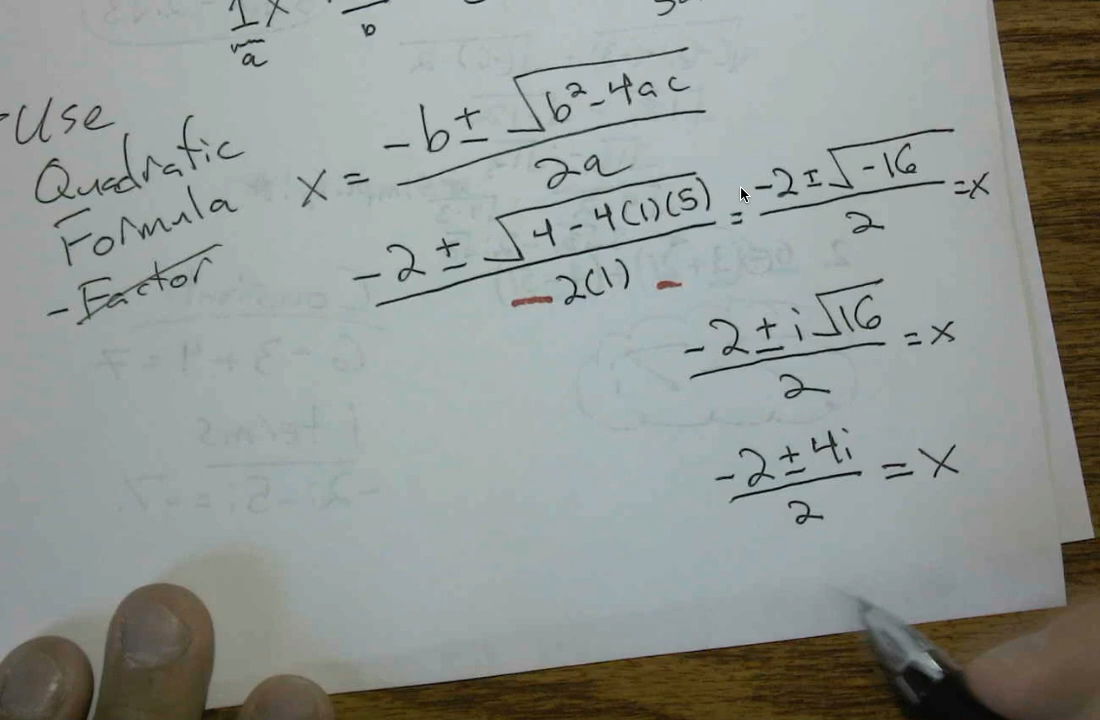 1x
a
b
-Use
Quadratic
Formula
-Factor
x = -b ± √b² - 4ac / 2a
-2 ± √4 - 4(1)(5) / 2(1) = -2 ± √-16 / 2 = x
-2 ± i√16 / 2 = x
-2 ± 4i / 2 = x